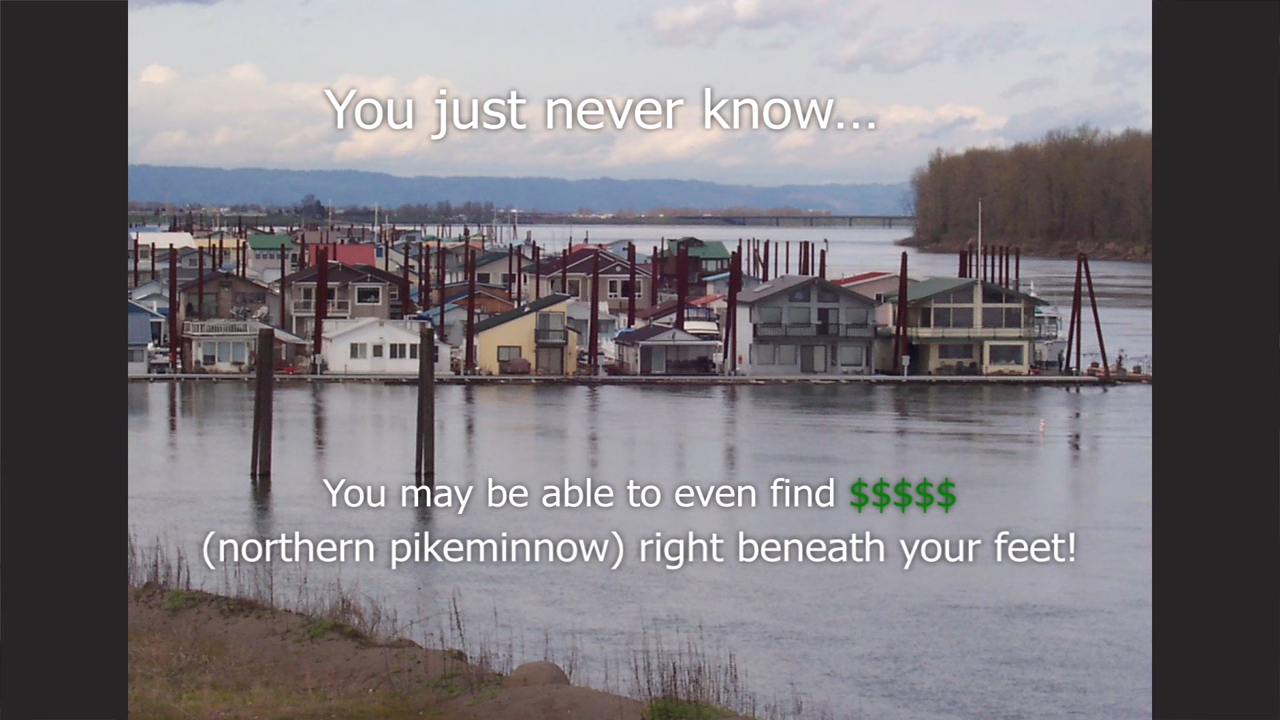 You just never know...
You may be able to even find $$$$$
(northern pikeminnow) right beneath your feet!